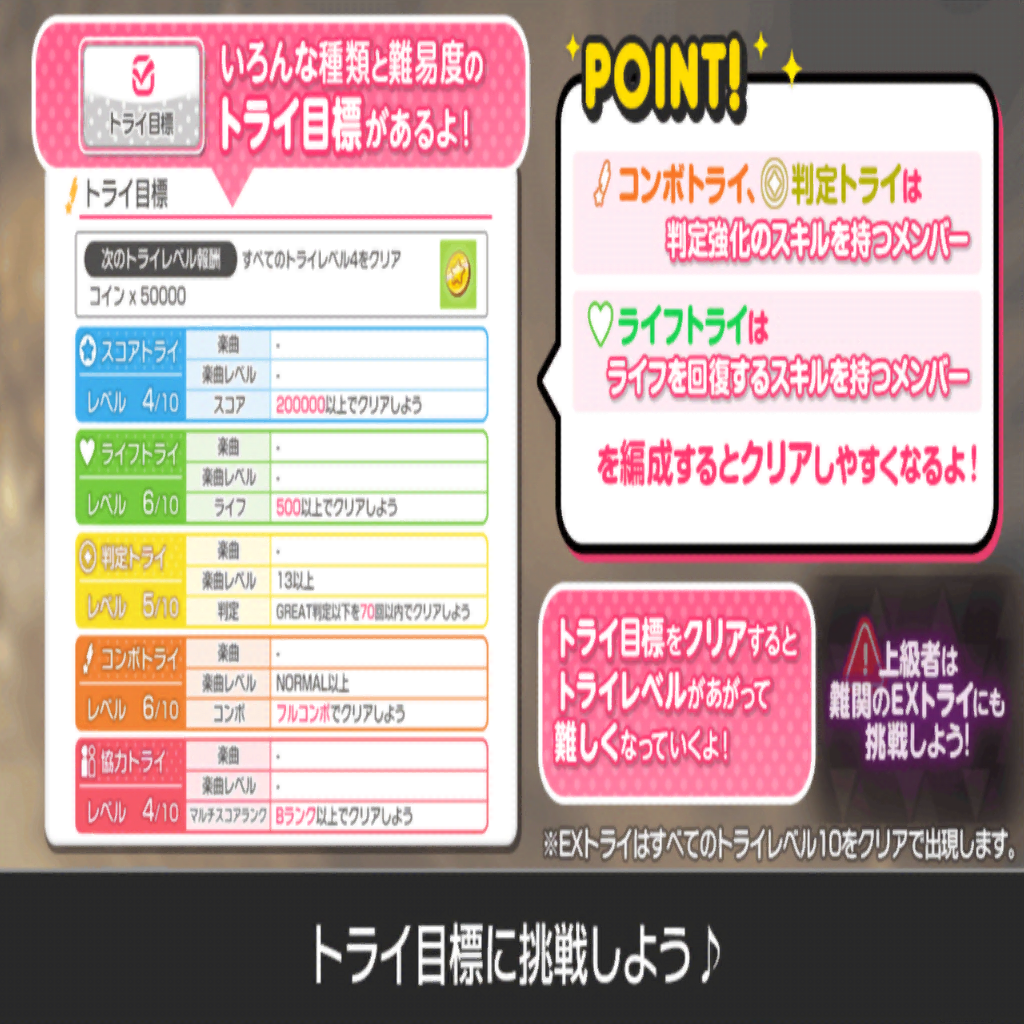 トライ目標
いろんな種類と難易度の
トライ目標があるよ!
トライ目標
次のトライレベル報酬 すべてのトライレベル4をクリア
コイン x 50000
スコアトライ
レベル 4/10
楽曲 -
楽曲レベル -
スコア 200000以上でクリアしよう
ライフトライ
レベル 6/10
楽曲 -
楽曲レベル -
ライフ 500以上でクリアしよう
判定トライ
レベル 5/10
楽曲 -
楽曲レベル 13以上
判定 GREAT判定以下を70回以内でクリアしよう
コンボトライ
レベル 6/10
楽曲 -
楽曲レベル NORMAL以上
コンボ フルコンボでクリアしよう
協力トライ
レベル 4/10
楽曲 -
楽曲レベル -
マルチスコアランク Bランク以上でクリアしよう
POINT!
コンボトライ、判定トライは
判定強化のスキルを持つメンバー
ライフトライは
ライフを回復するスキルを持つメンバー
を編成するとクリアしやすくなるよ!
トライ目標をクリアすると
トライレベルがあがって
難しくなっていくよ!
上級者は
難関のEXトライにも
挑戦しよう!
※EXトライはすべてのトライレベル10をクリアで出現します。
トライ目標に挑戦しよう♪